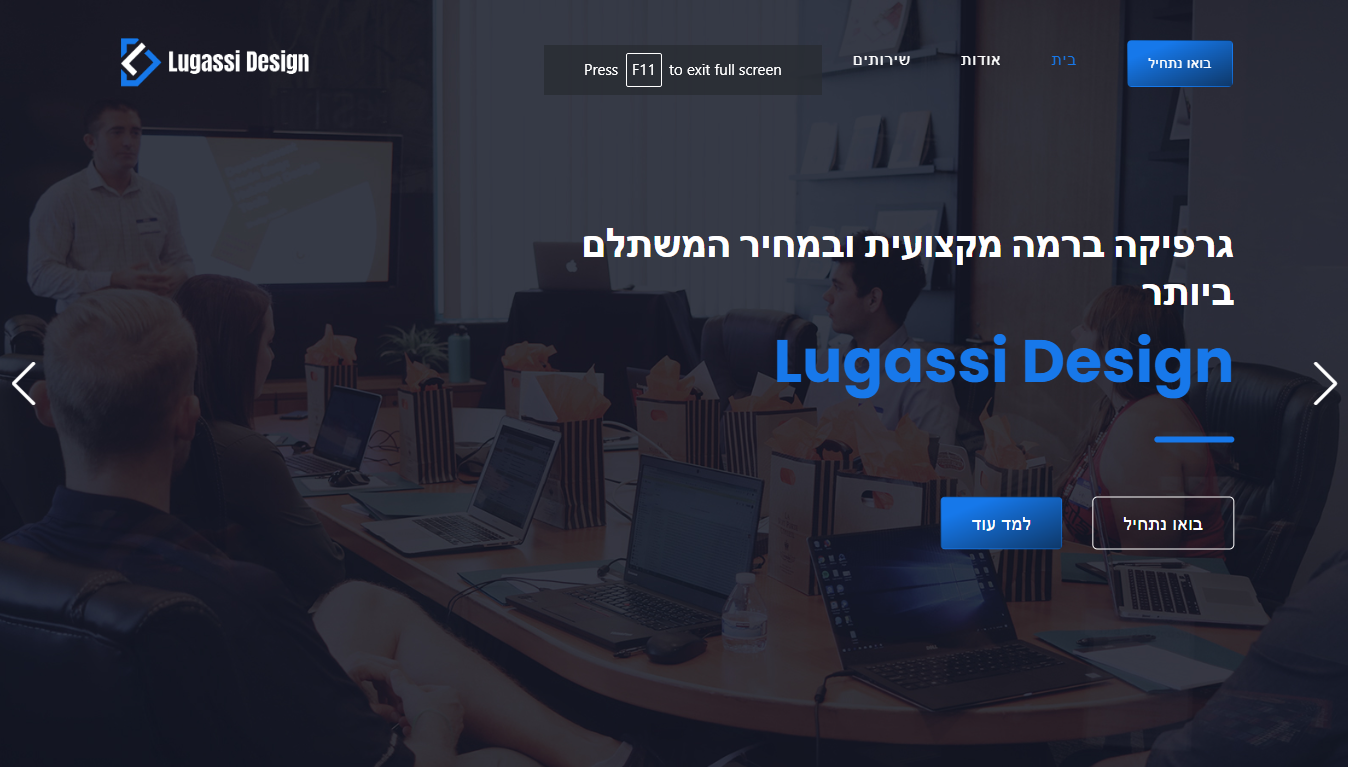 Lugassi Design
Press F11 to exit full screen
בואו נתחיל
בית
אודות
שירותים
גרפיקה ברמה מקצועית ובמחיר המשתלם
ביותר
Lugassi Design
בואו נתחיל
למד עוד